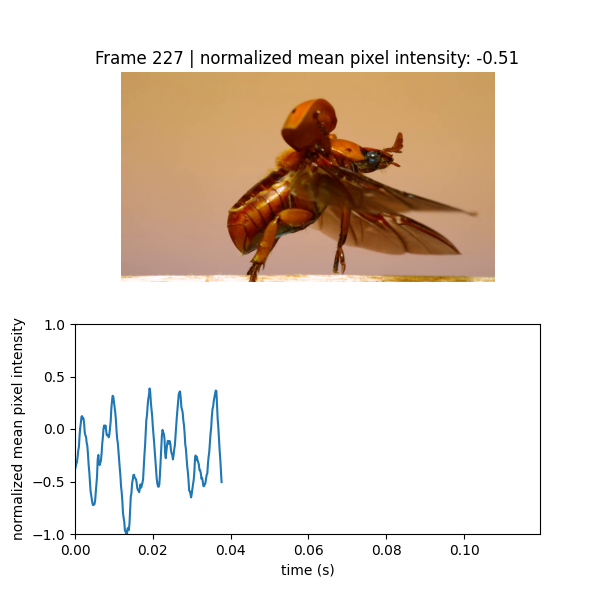 Frame 227 | normalized mean pixel intensity: -0.51
1.0
0.5
0.0
−0.5
−1.0
normalized mean pixel intensity
0.00 0.02 0.04 0.06 0.08 0.10
time (s)